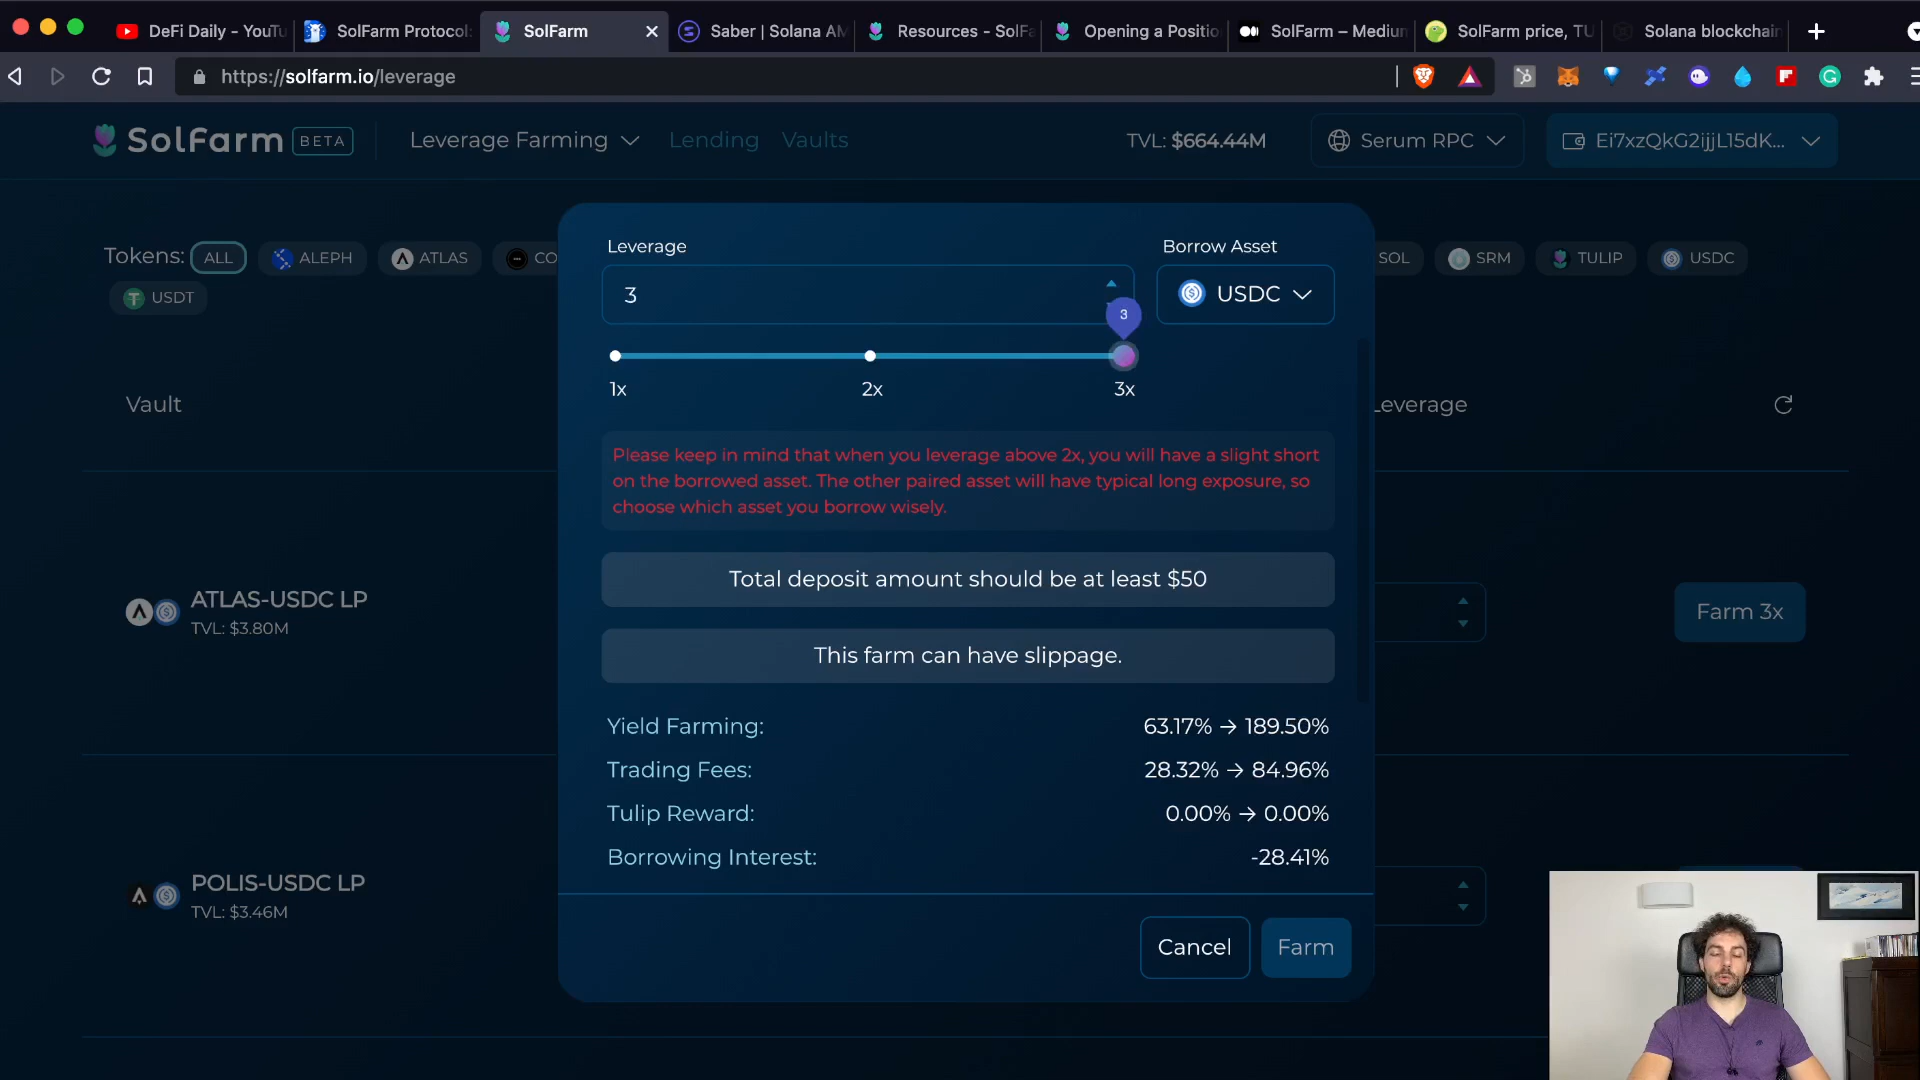 DeFi Daily - YouTu
SolFarm Protocol:
SolFarm
Saber | Solana AM
Resources - SolFa
Opening a Positio
SolFarm – Medium
SolFarm price, TU
Solana blockchain
https://solfarm.io/leverage
SolFarm BETA
Leverage Farming
Lending
Vaults
TVL: $664.44M
Serum RPC
Ei7xzQkG2ijjL15dK...
Tokens:
ALL
ALEPH
ATLAS
CO
SOL
SRM
TULIP
USDC
USDT
Leverage
Borrow Asset
3
USDC
3
1x
2x
3x
Vault
Leverage
Please keep in mind that when you leverage above 2x, you will have a slight short
on the borrowed asset. The other paired asset will have typical long exposure, so
choose which asset you borrow wisely.
Total deposit amount should be at least $50
ATLAS-USDC LP
TVL: $3.80M
Farm 3x
This farm can have slippage.
Yield Farming: 63.17% → 189.50%
Trading Fees: 28.32% → 84.96%
Tulip Reward: 0.00% → 0.00%
Borrowing Interest: -28.41%
POLIS-USDC LP
TVL: $3.46M
Cancel
Farm